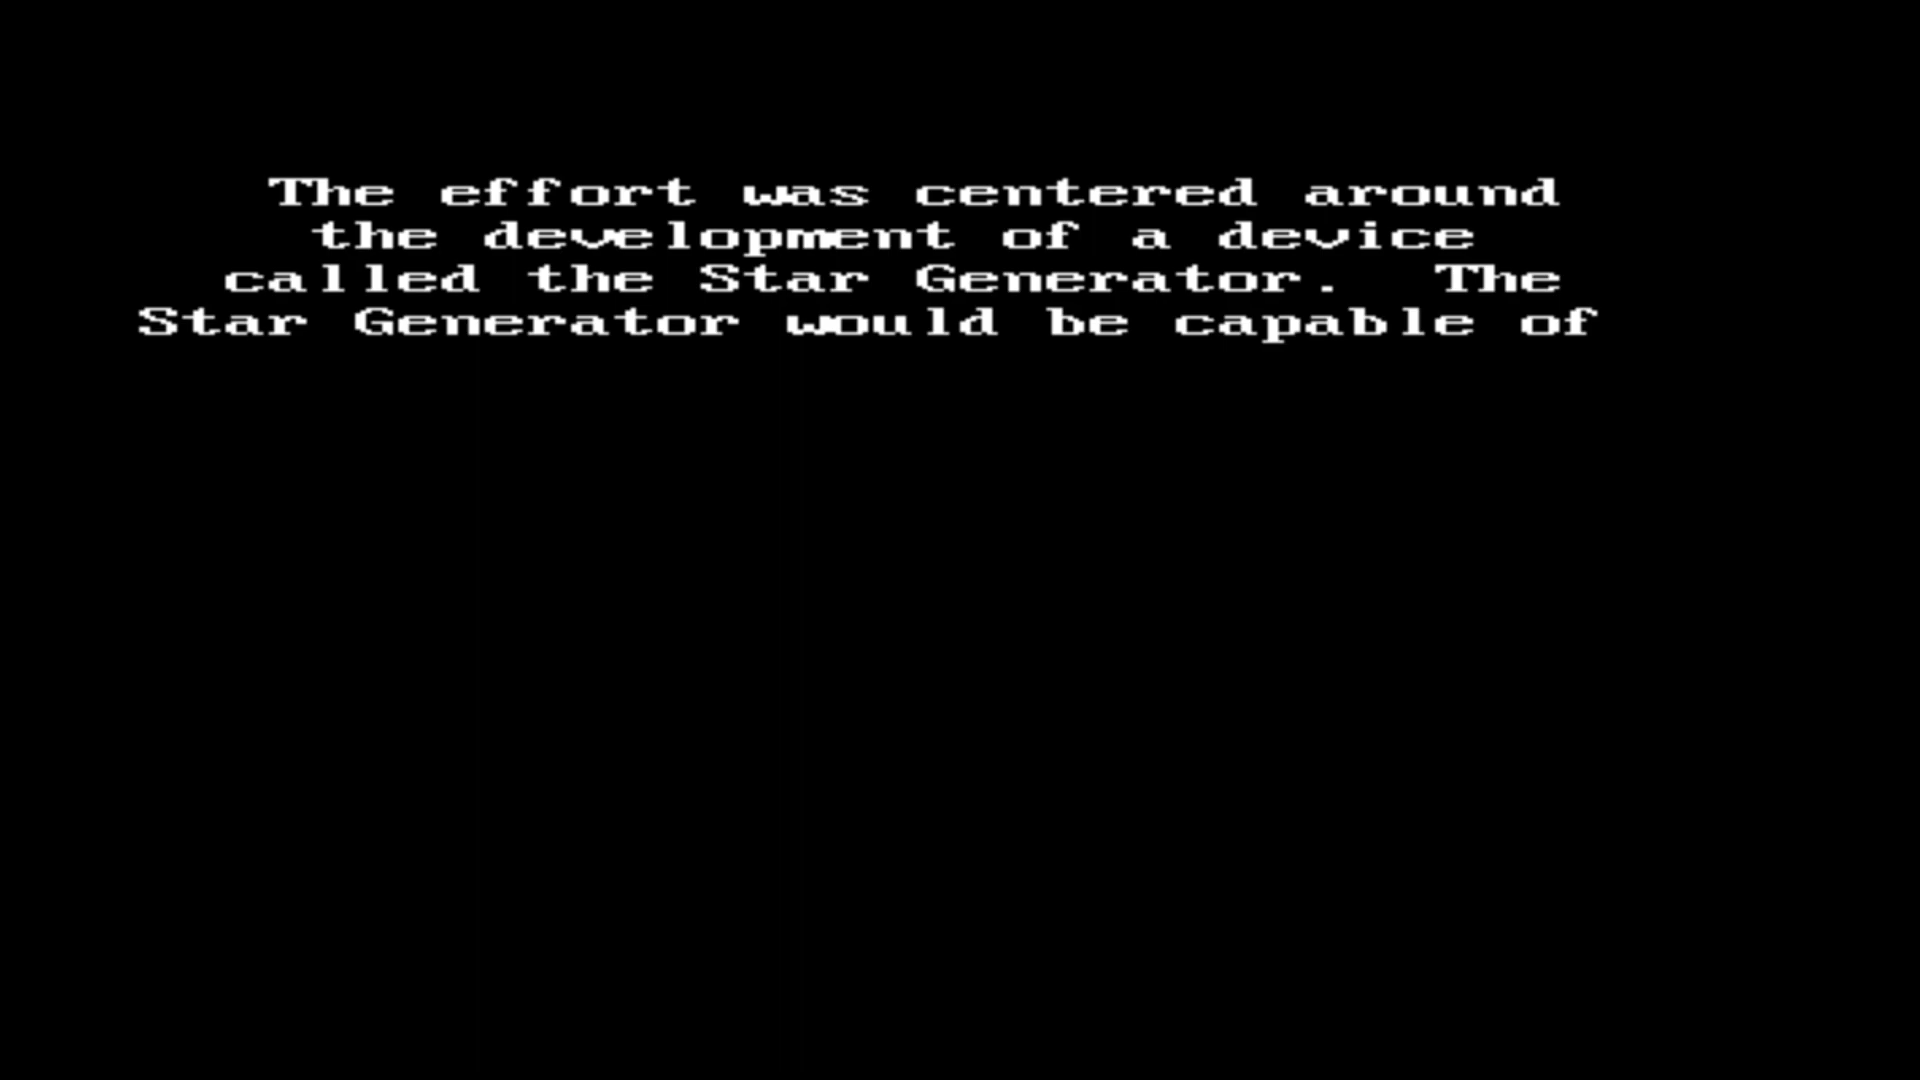 The effort was centered around
the development of a device
called the Star Generator.  The
Star Generator would be capable of